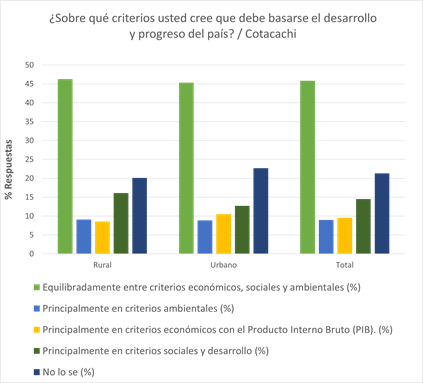 ¿Sobre qué criterios usted cree que debe basarse el desarrollo
y progreso del país? / Cotacachi
% Respuestas
50
45
40
35
30
25
20
15
10
5
0
Rural
Urbano
Total
Equilibradamente entre criterios económicos, sociales y ambientales (%)
Principalmente en criterios ambientales (%)
Principalmente en criterios económicos con el Producto Interno Bruto (PIB). (%)
Principalmente en criterios sociales y desarrollo (%)
No lo se (%)